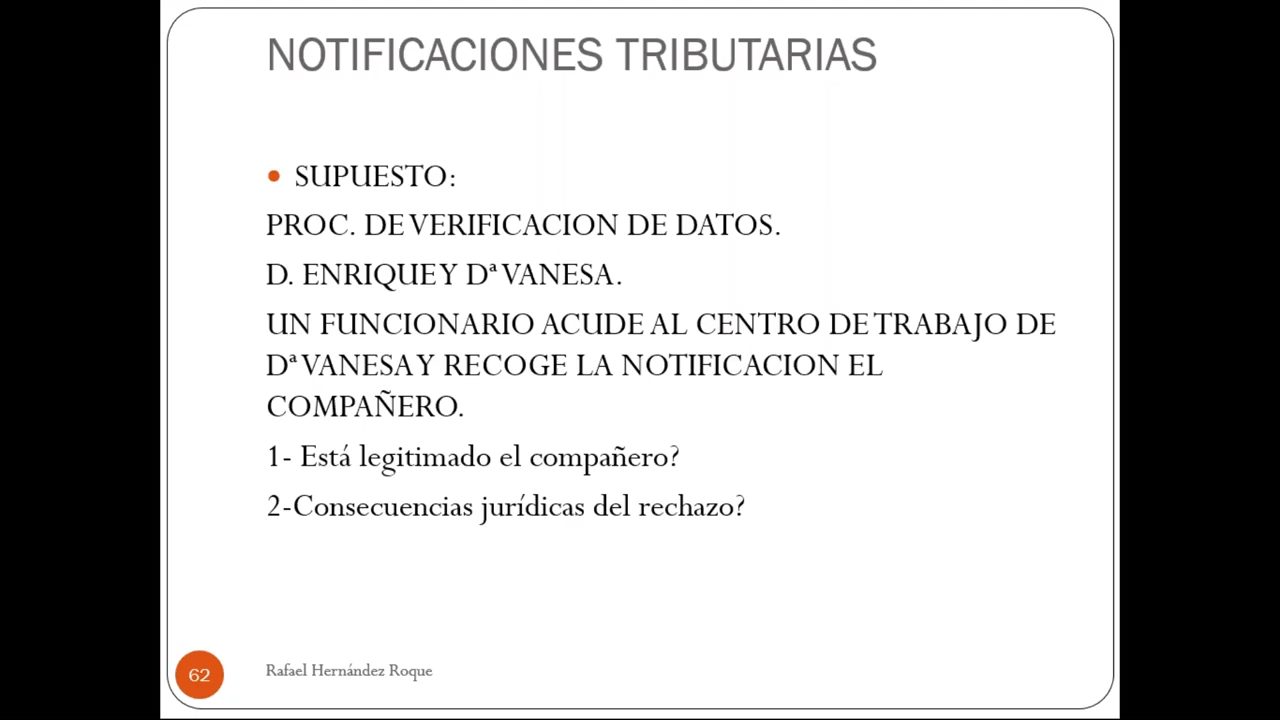 NOTIFICACIONES TRIBUTARIAS
• SUPUESTO:
PROC. DE VERIFICACION DE DATOS.
D. ENRIQUE Y Dª VANESA.
UN FUNCIONARIO ACUDE AL CENTRO DE TRABAJO DE
Dª VANESA Y RECOGE LA NOTIFICACION EL
COMPAÑERO.
1- Está legitimado el compañero?
2-Consecuencias jurídicas del rechazo?
62
Rafael Hernández Roque